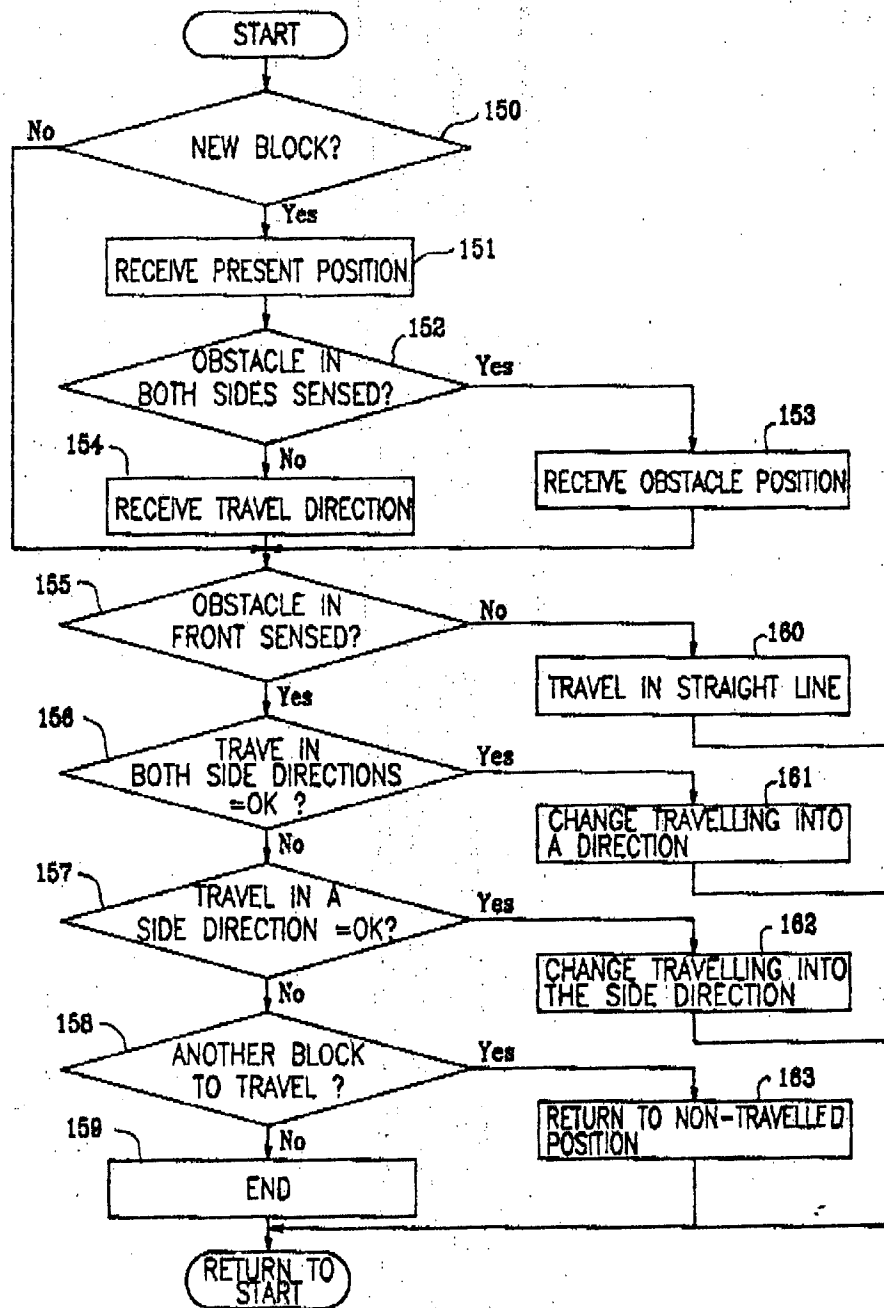 START
150
No
NEW BLOCK?
Yes
151
RECEIVE PRESENT POSITION
152
OBSTACLE IN
BOTH SIDES SENSED?
Yes
154
No
153
RECEIVE TRAVEL DIRECTION
RECEIVE OBSTACLE POSITION
155
OBSTACLE IN
FRONT SENSED?
No
160
Yes
TRAVEL IN STRAIGHT LINE
156
TRAVE IN
BOTH SIDE DIRECTIONS
=OK ?
Yes
161
No
CHANGE TRAVELLING INTO
A DIRECTION
157
TRAVEL IN A
SIDE DIRECTION =OK?
Yes
162
No
CHANGE TRAVELLING INTO
THE SIDE DIRECTION
158
ANOTHER BLOCK
TO TRAVEL ?
Yes
163
No
RETURN TO NON-TRAVELLED
POSITION
159
END
RETURN TO
START